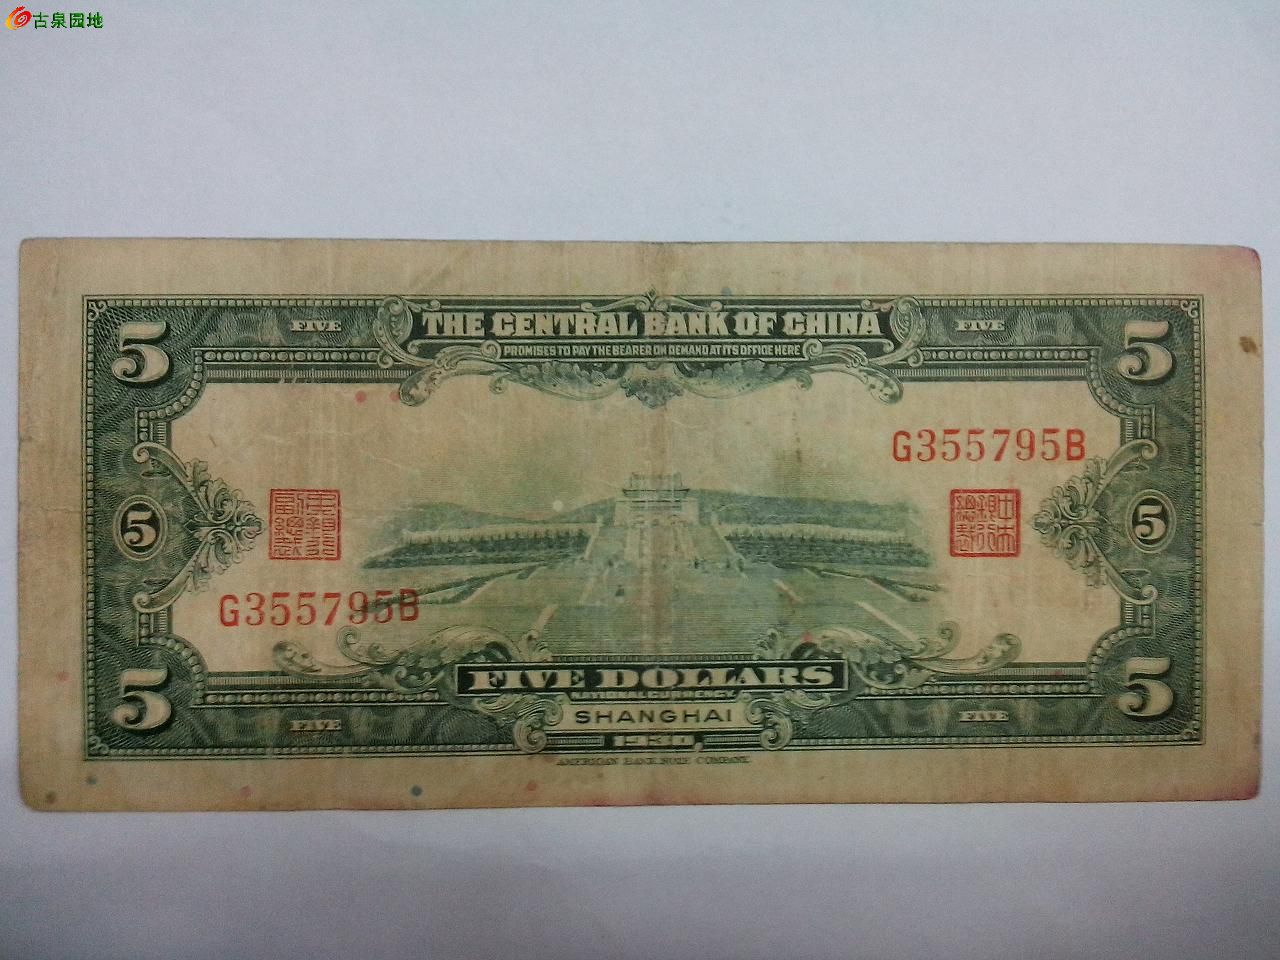 古泉园地
THE CENTRAL BANK OF CHINA
FIVE
FIVE
PROMISES TO PAY THE BEARER ON DEMAND AT ITS OFFICE HERE
5
5
G355795B
5
5
G355795B
5
5
FIVE DOLLARS
NATIONAL CURRENCY
SHANGHAI
FIVE
FIVE
1930
AMERICAN BANK NOTE COMPANY